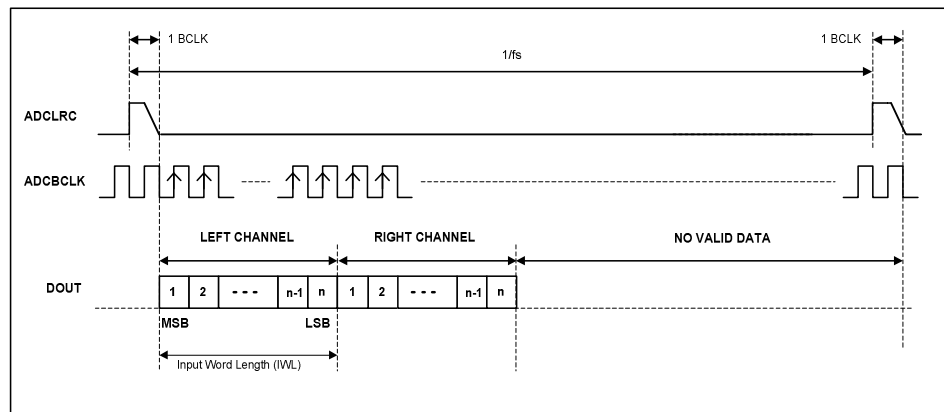 1 BCLK
1/fs
1 BCLK
ADCLRC
ADCBCLK
LEFT CHANNEL
RIGHT CHANNEL
NO VALID DATA
DOUT
1 2 - - - n-1 n 1 2 - - - n-1 n
MSB
LSB
Input Word Length (IWL)